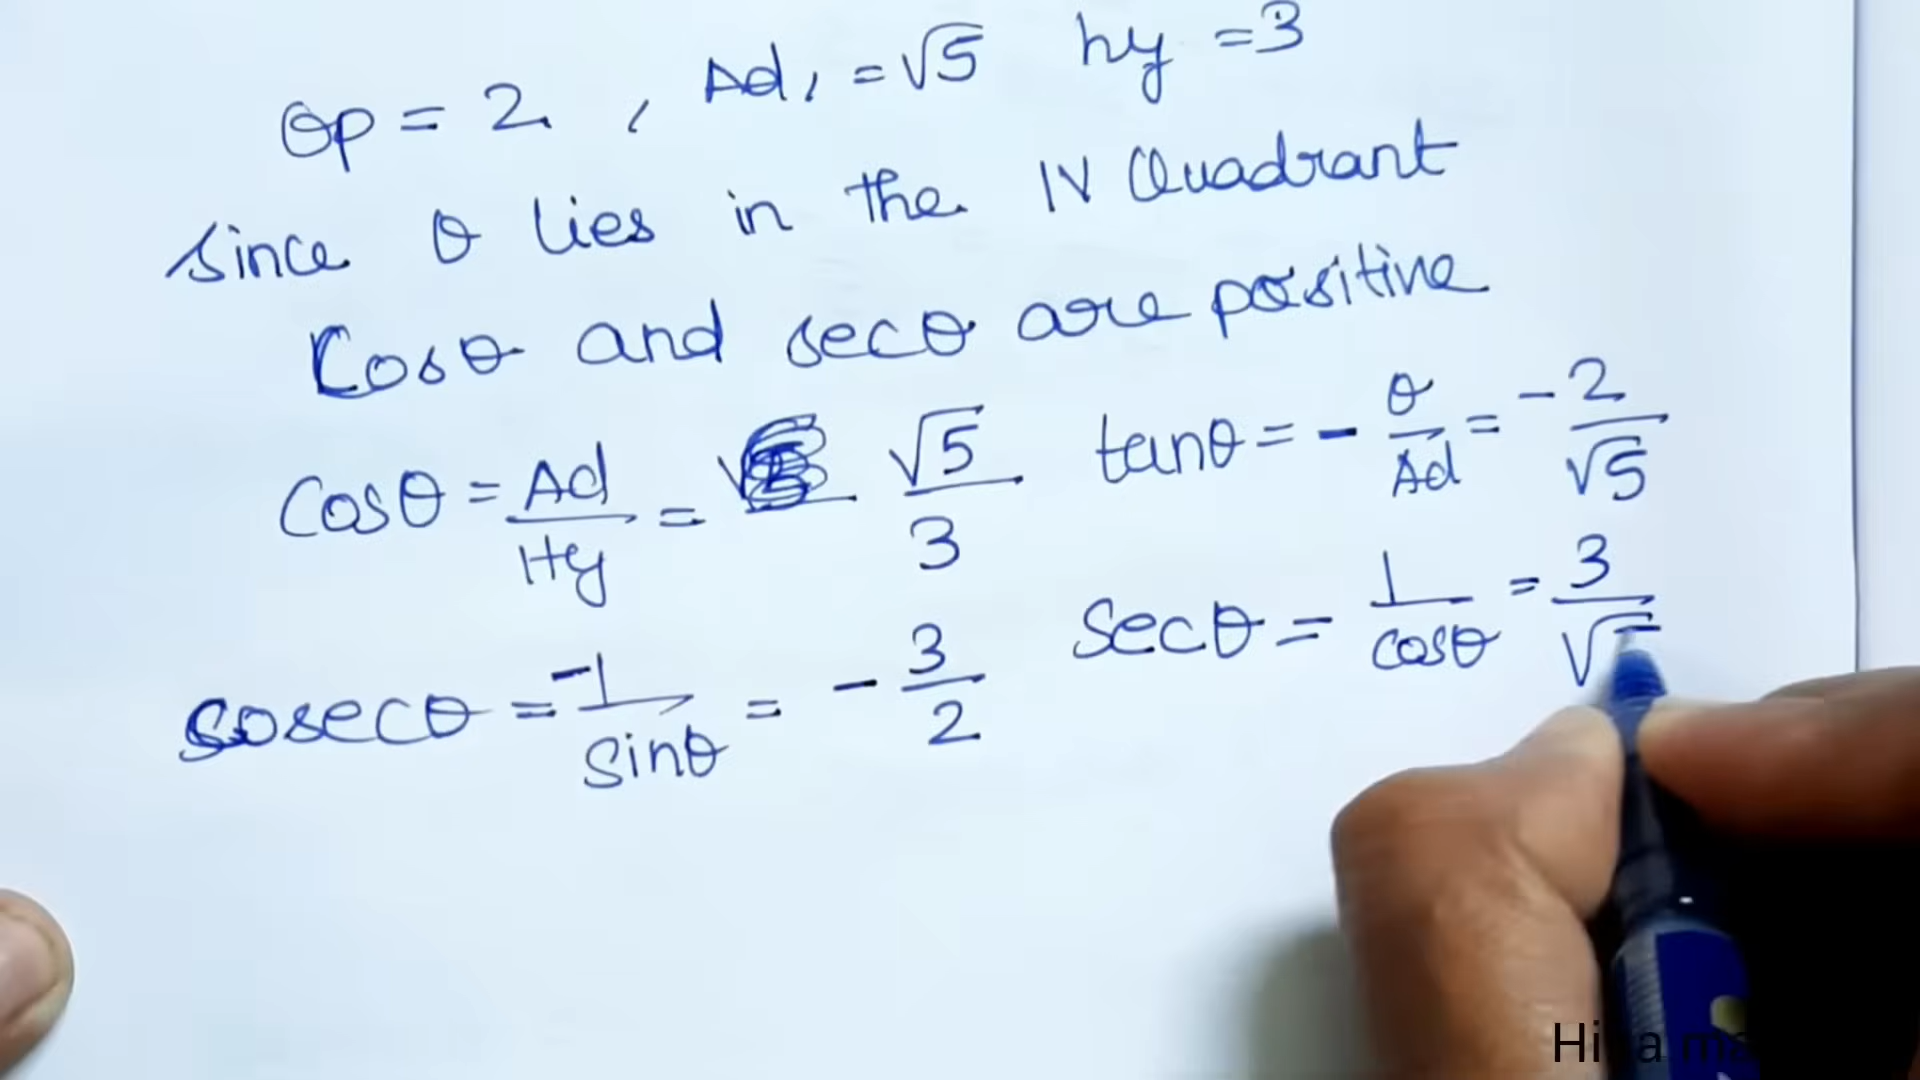 Op = 2, Ad, = √5 hy = 3
since θ lies in the IV Quadrant
Cosθ and secθ are positive
Cosθ = Ad/Hy = √5/3 tanθ = - θ/Ad = -2/√5
cosecθ = -1/sinθ = - 3/2 Secθ = 1/cosθ = 3/√5